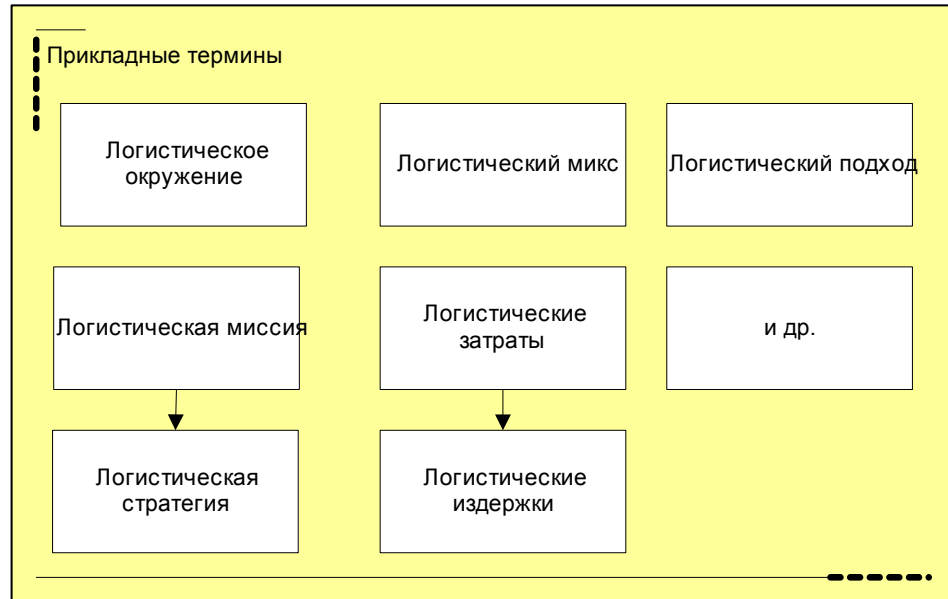 Прикладные термины
Логистическое
окружение
Логистический микс
Логистический подход
Логистическая миссия
Логистические
затраты
и др.
Логистическая
стратегия
Логистические
издержки